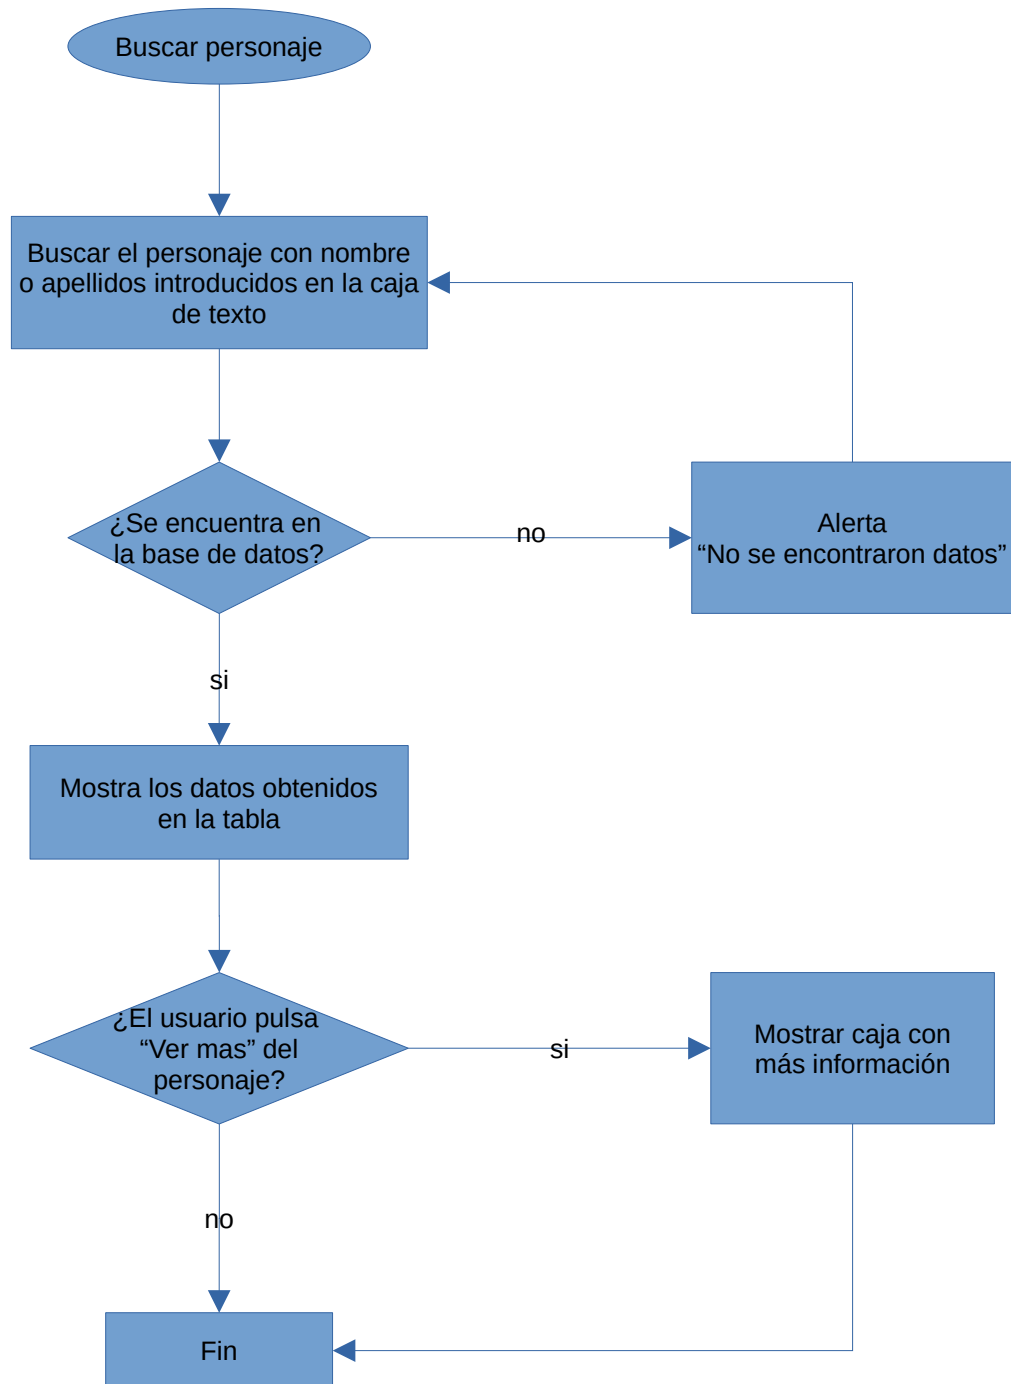 Buscar personaje
Buscar el personaje con nombre
o apellidos introducidos en la caja
de texto
¿Se encuentra en
la base de datos?
no
Alerta
“No se encontraron datos”
si
Mostra los datos obtenidos
en la tabla
¿El usuario pulsa
“Ver mas” del
personaje?
si
Mostrar caja con
más información
no
Fin